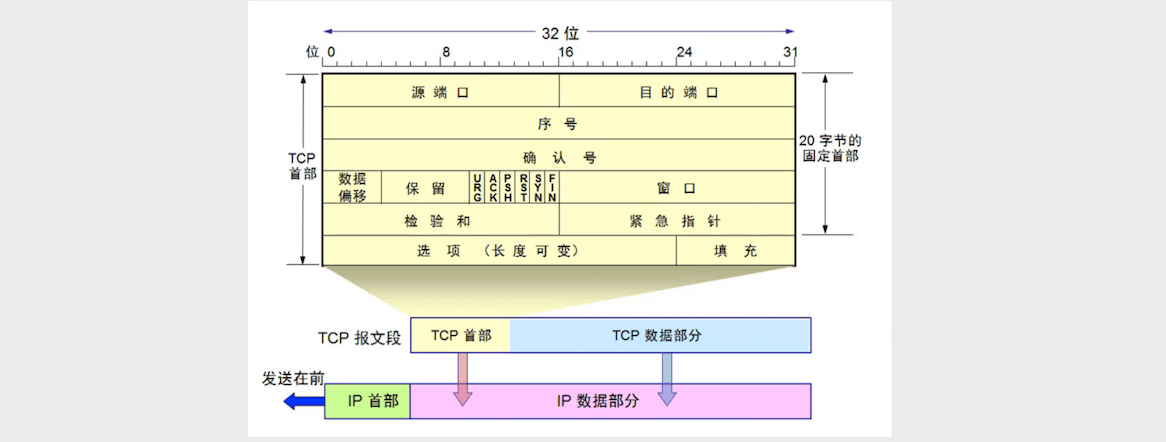 32 位
位 0 8 16 24 31
源 端 口 目 的 端 口
序 号
TCP
首部
确 认 号
20 字节的
固定首部
数据
偏移
保 留
URG
ACK
PSH
RST
SYN
FIN
窗 口
检 验 和 紧 急 指 针
选 项 （长 度 可 变） 填 充
TCP 报文段 TCP 首部 TCP 数据部分
发送在前
IP 首部 IP 数据部分